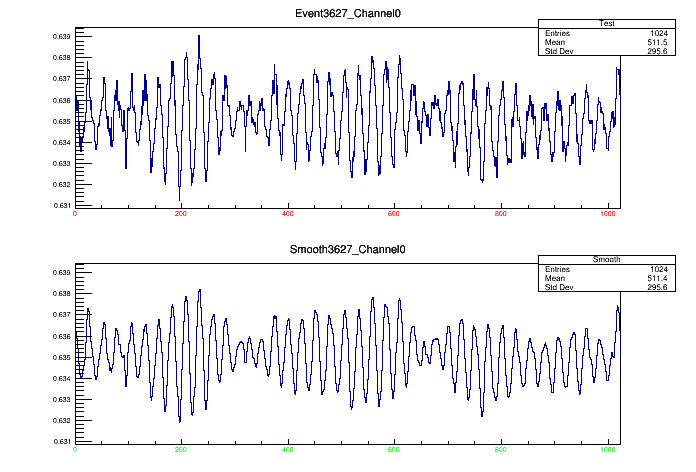 Event3627_Channel0
Test
Entries 1024
Mean 511.5
Std Dev 295.6
0.639
0.638
0.637
0.636
0.635
0.634
0.633
0.632
0.631
0 200 400 600 800 1000
Smooth3627_Channel0
Smooth
Entries 1024
Mean 511.4
Std Dev 295.6
0.639
0.638
0.637
0.636
0.635
0.634
0.633
0.632
0.631
0 200 400 600 800 1000